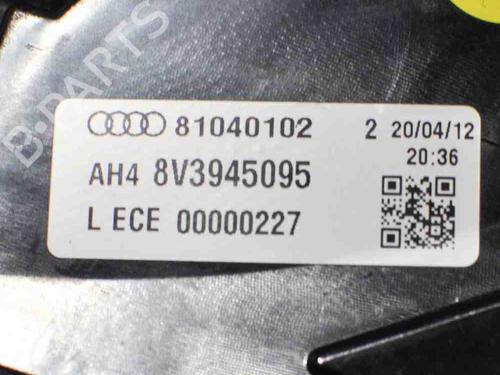 81040102 2 20/04/12
20:36
AH4 8V3945095
L ECE 00000227
B-PARTS